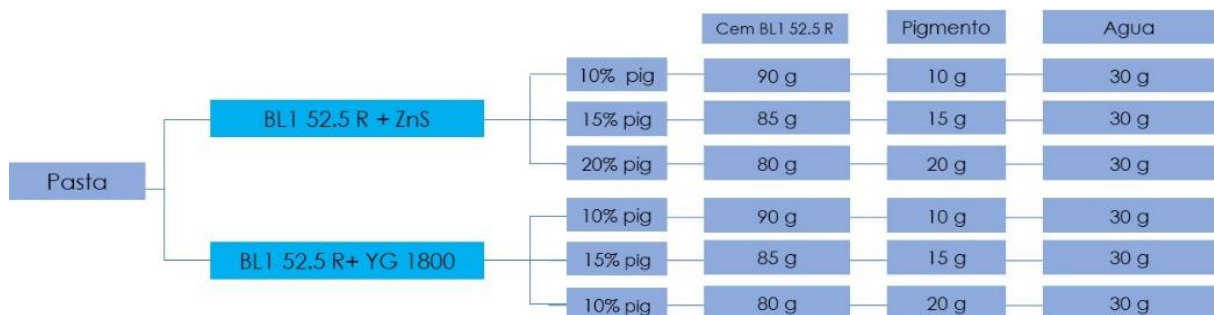 Cem BL1 52.5 R Pigmento Agua
10% pig 90 g 10 g 30 g
BL1 52.5 R + ZnS 15% pig 85 g 15 g 30 g
20% pig 80 g 20 g 30 g
Pasta
10% pig 90 g 10 g 30 g
BL1 52.5 R+ YG 1800 15% pig 85 g 15 g 30 g
10% pig 80 g 20 g 30 g